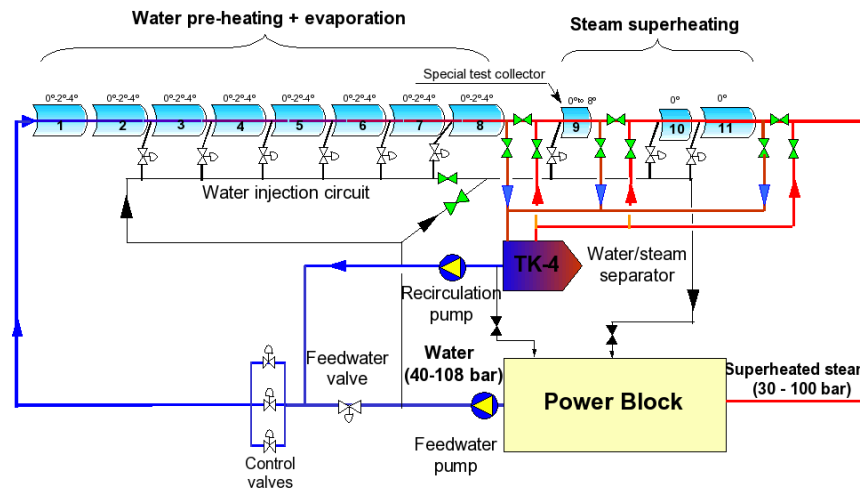 Water pre-heating + evaporation
Steam superheating
Special test collector
0º-2º-4º 0º-2º-4º 0º-2º-4º 0º-2º-4º 0º-2º-4º 0º-2º-4º 0º-2º-4º 0º-2º-4º 0ºto 8º 0º 0º
1 2 3 4 5 6 7 8 9 10 11
Water injection circuit
TK-4
Water/steam
separator
Recirculation
pump
Feedwater
valve
Water
(40-108 bar)
Power Block
Superheated steam
(30 - 100 bar)
Feedwater
pump
Control
valves